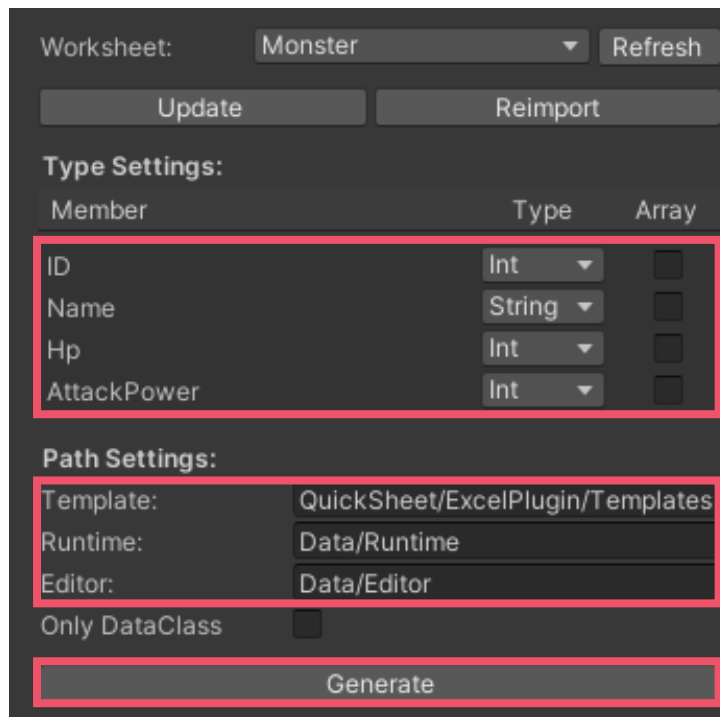 Worksheet: Monster Refresh
Update Reimport
Type Settings:
Member Type Array
ID Int
Name String
Hp Int
AttackPower Int
Path Settings:
Template: QuickSheet/ExcelPlugin/Templates
Runtime: Data/Runtime
Editor: Data/Editor
Only DataClass
Generate